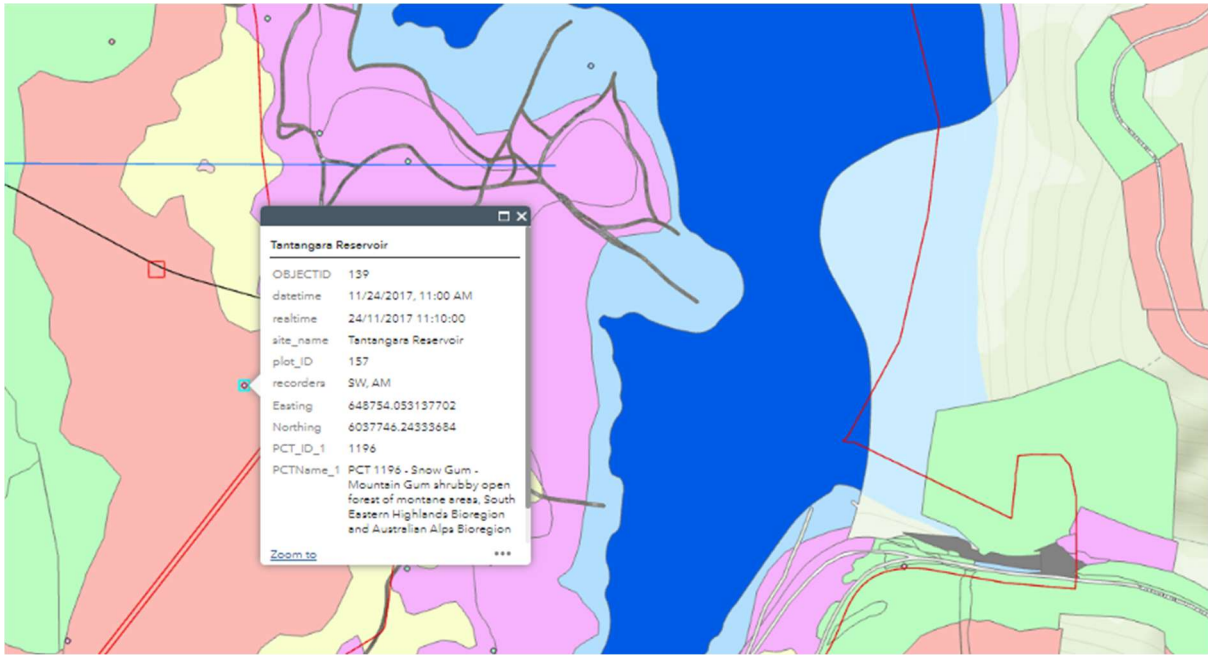 Tantangara Reservoir
OBJECTID 139
datetime 11/24/2017, 11:00 AM
realtime 24/11/2017 11:10:00
site_name Tantangara Reservoir
plot_ID 157
recorders SW, AM
Easting 648754.053137702
Northing 6037746.24333684
PCT_ID_1 1196
PCTName_1 PCT 1196 - Snow Gum -
Mountain Gum shrubby open
forest of montane areas, South
Eastern Highlands Bioregion
and Australian Alps Bioregion
Zoom to